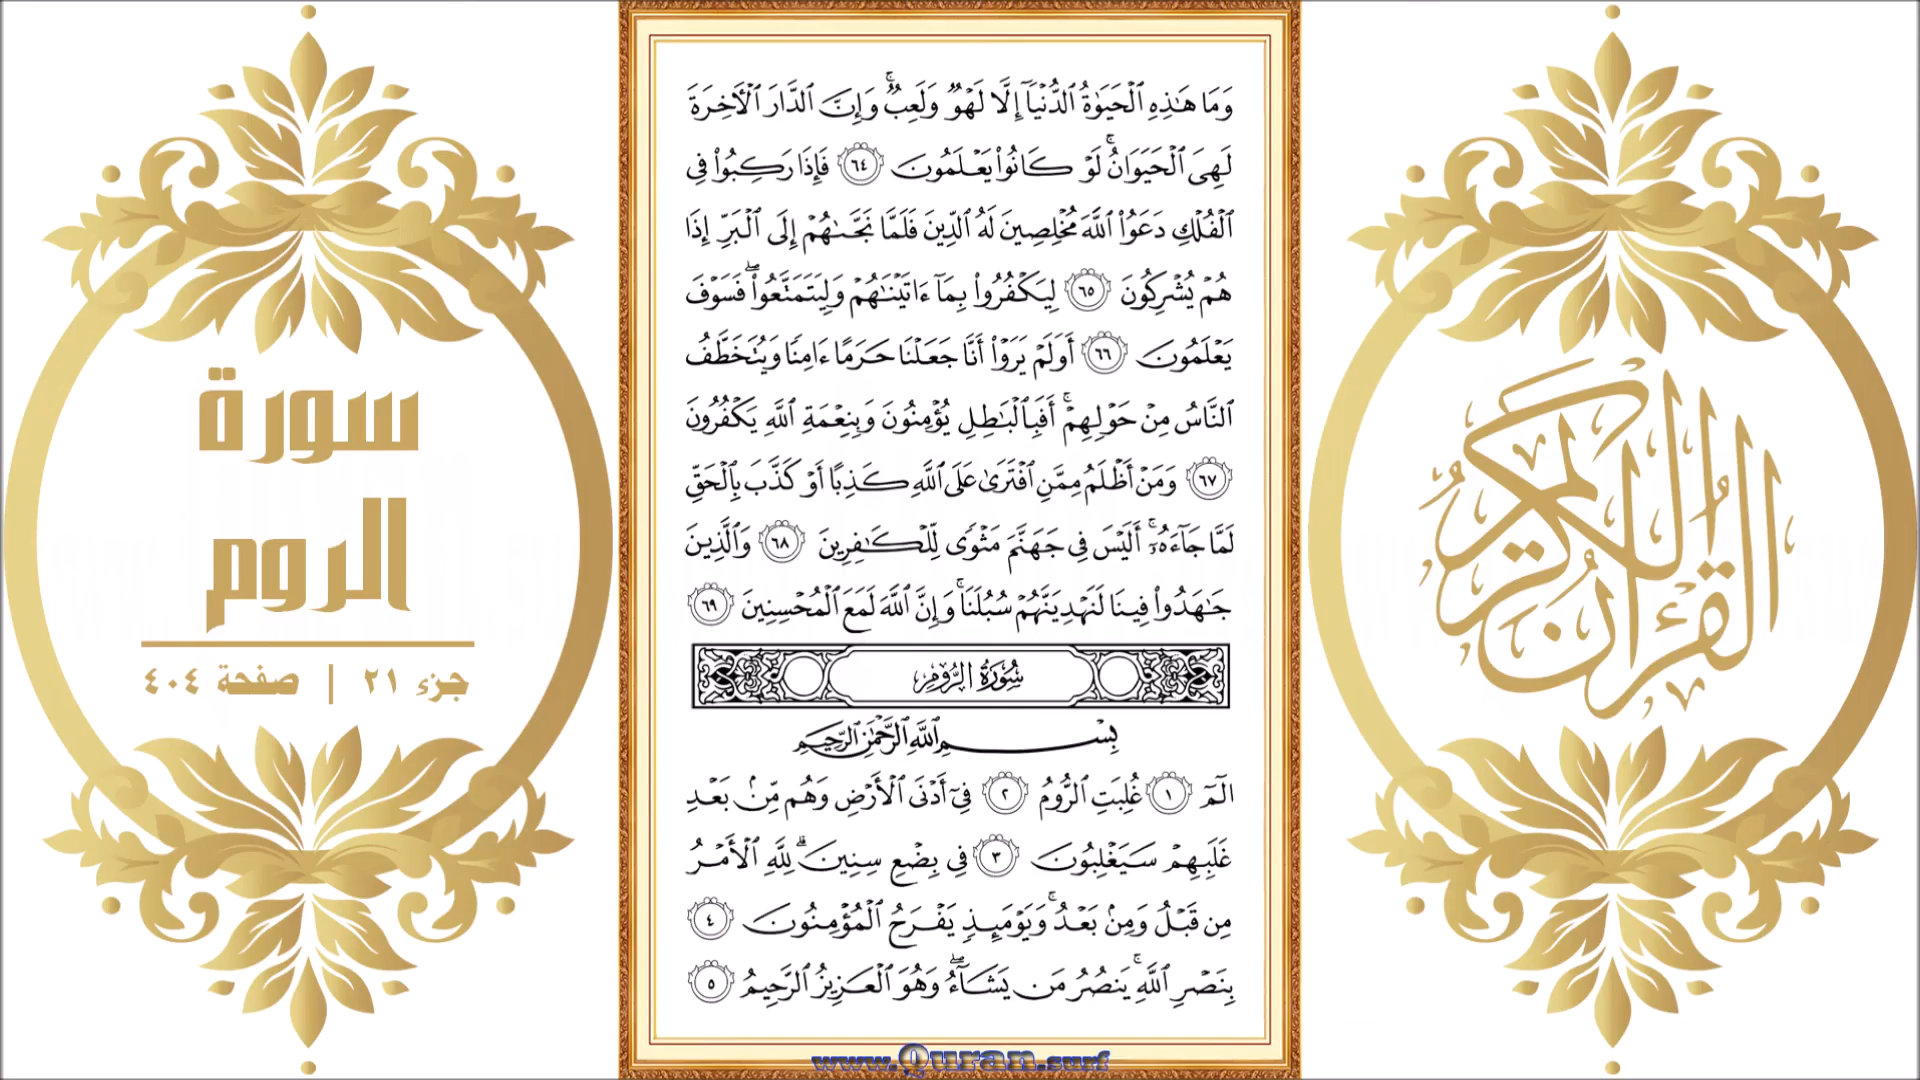 سورة
الروم
جزء ٢١ | صفحة ٤٠٤
وَمَا هَٰذِهِ ٱلْحَيَوٰةُ ٱلدُّنْيَآ إِلَّا لَهْوٌ وَلَعِبٌ ۚ وَإِنَّ ٱلدَّارَ ٱلْـَٔاخِرَةَ
لَهِىَ ٱلْحَيَوَانُ ۚ لَوْ كَانُوا۟ يَعْلَمُونَ ٦٤ فَإِذَا رَكِبُوا۟ فِى
ٱلْفُلْكِ دَعَوُا۟ ٱللَّهَ مُخْلِصِينَ لَهُ ٱلدِّينَ فَلَمَّا نَجَّىٰهُمْ إِلَى ٱلْبَرِّ إِذَا
هُمْ يُشْرِكُونَ ٦٥ لِيَكْفُرُوا۟ بِمَآ ءَاتَيْنَٰهُمْ وَلِيَتَمَتَّعُوا۟ ۖ فَسَوْفَ
يَعْلَمُونَ ٦٦ أَوَلَمْ يَرَوْا۟ أَنَّا جَعَلْنَا حَرَمًا ءَامِنًا وَيُتَخَطَّفُ
ٱلنَّاسُ مِنْ حَوْلِهِمْ ۚ أَفَبِٱلْبَٰطِلِ يُؤْمِنُونَ وَبِنِعْمَةِ ٱللَّهِ يَكْفُرُونَ
٦٧ وَمَنْ أَظْلَمُ مِمَّنِ ٱفْتَرَىٰ عَلَى ٱللَّهِ كَذِبًا أَوْ كَذَّبَ بِٱلْحَقِّ
لَمَّا جَآءَهُۥٓ ۚ أَلَيْسَ فِى جَهَنَّمَ مَثْوًى لِّلْكَٰفِرِينَ ٦٨ وَٱلَّذِينَ
جَٰهَدُوا۟ فِينَا لَنَهْدِيَنَّهُمْ سُبُلَنَا ۚ وَإِنَّ ٱللَّهَ لَمَعَ ٱلْمُحْسِنِينَ ٦٩
سُورَةُ الرُّومِ
بِسْمِ ٱللَّهِ ٱلرَّحْمَٰنِ ٱلرَّحِيمِ
الٓمٓ ١ غُلِبَتِ ٱلرُّومُ ٢ فِىٓ أَدْنَى ٱلْأَرْضِ وَهُم مِّنۢ بَعْدِ
غَلَبِهِمْ سَيَغْلِبُونَ ٣ فِى بِضْعِ سِنِينَ ۗ لِلَّهِ ٱلْأَمْرُ
مِن قَبْلُ وَمِنۢ بَعْدُ ۚ وَيَوْمَئِذٍ يَفْرَحُ ٱلْمُؤْمِنُونَ ٤
بِنَصْرِ ٱللَّهِ ۚ يَنصُرُ مَن يَشَآءُ ۖ وَهُوَ ٱلْعَزِيزُ ٱلرَّحِيمُ ٥
www.Quran.surf
القرآن الكريم